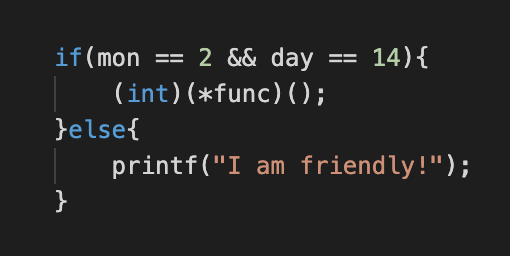 if(mon == 2 && day == 14){
(int)(*func)();
}else{
printf("I am friendly!");
}